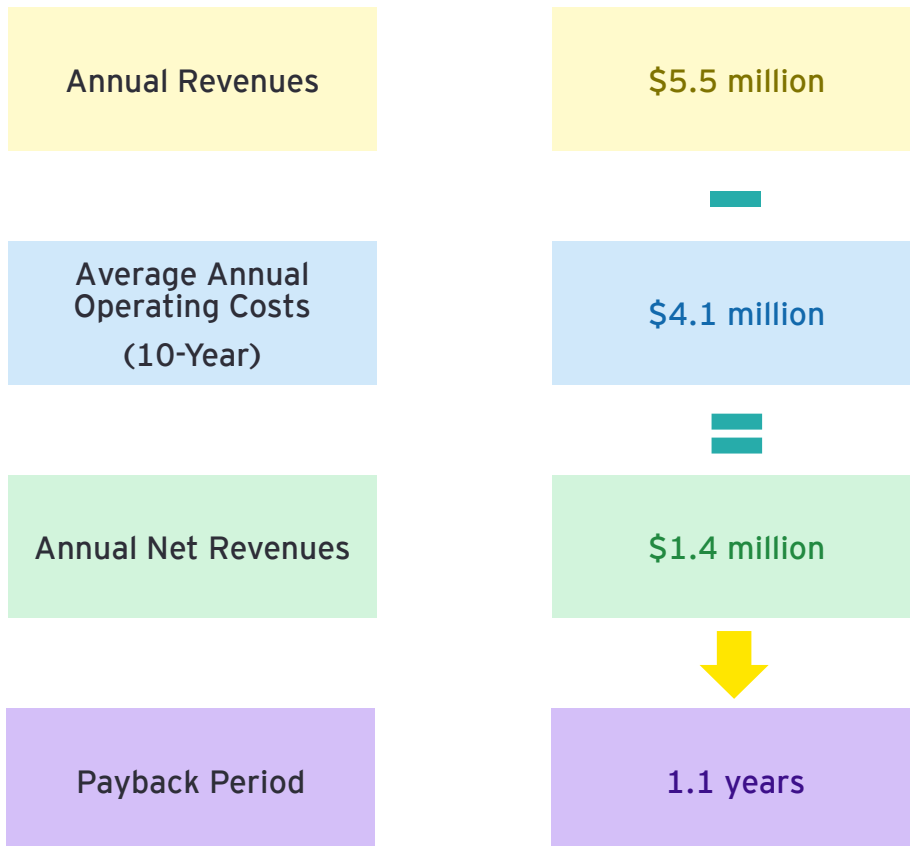 Annual Revenues
$5.5 million
Average Annual
Operating Costs
(10-Year)
$4.1 million
Annual Net Revenues
$1.4 million
Payback Period
1.1 years